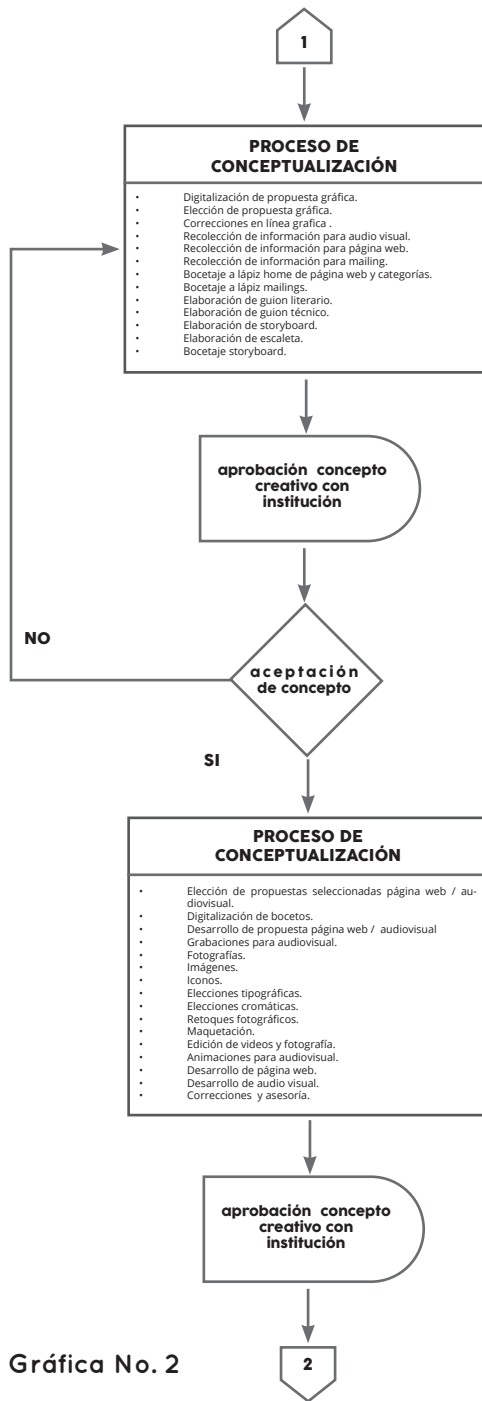 1
PROCESO DE
CONCEPTUALIZACIÓN
• Digitalización de propuesta gráfica.
• Elección de propuesta gráfica.
• Correcciones en línea grafica .
• Recolección de información para audio visual.
• Recolección de información para página web.
• Recolección de información para mailing.
• Bocetaje a lápiz home de página web y categorías.
• Bocetaje a lápiz mailings.
• Elaboración de guion literario.
• Elaboración de guion técnico.
• Elaboración de storyboard.
• Elaboración de escaleta.
• Bocetaje storyboard.
aprobación concepto
creativo con
institución
NO
aceptación
de concepto
SI
PROCESO DE
CONCEPTUALIZACIÓN
• Elección de propuestas seleccionadas página web / au-
diovisual.
• Digitalización de bocetos.
• Desarrollo de propuesta página web / audiovisual
• Grabaciones para audiovisual.
• Fotografías.
• Imágenes.
• Iconos.
• Elecciones tipográficas.
• Elecciones cromáticas.
• Retoques fotográficos.
• Maquetación.
• Edición de videos y fotografía.
• Animaciones para audiovisual.
• Desarrollo de página web.
• Desarrollo de audio visual.
• Correcciones y asesoría.
aprobación concepto
creativo con
institución
Gráfica No. 2
2